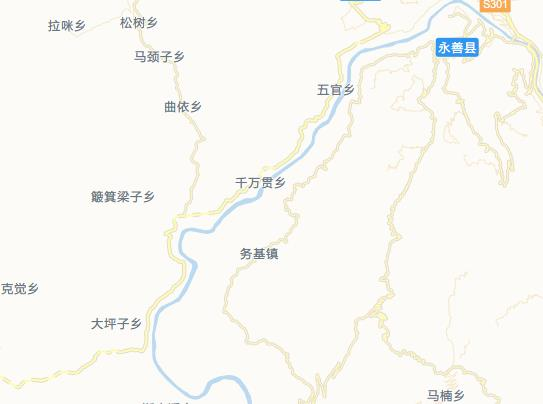 S301
拉咪乡
松树乡
永善县
马颈子乡
五官乡
曲依乡
千万贯乡
簸箕梁子乡
务基镇
克觉乡
大坪子乡
马楠乡